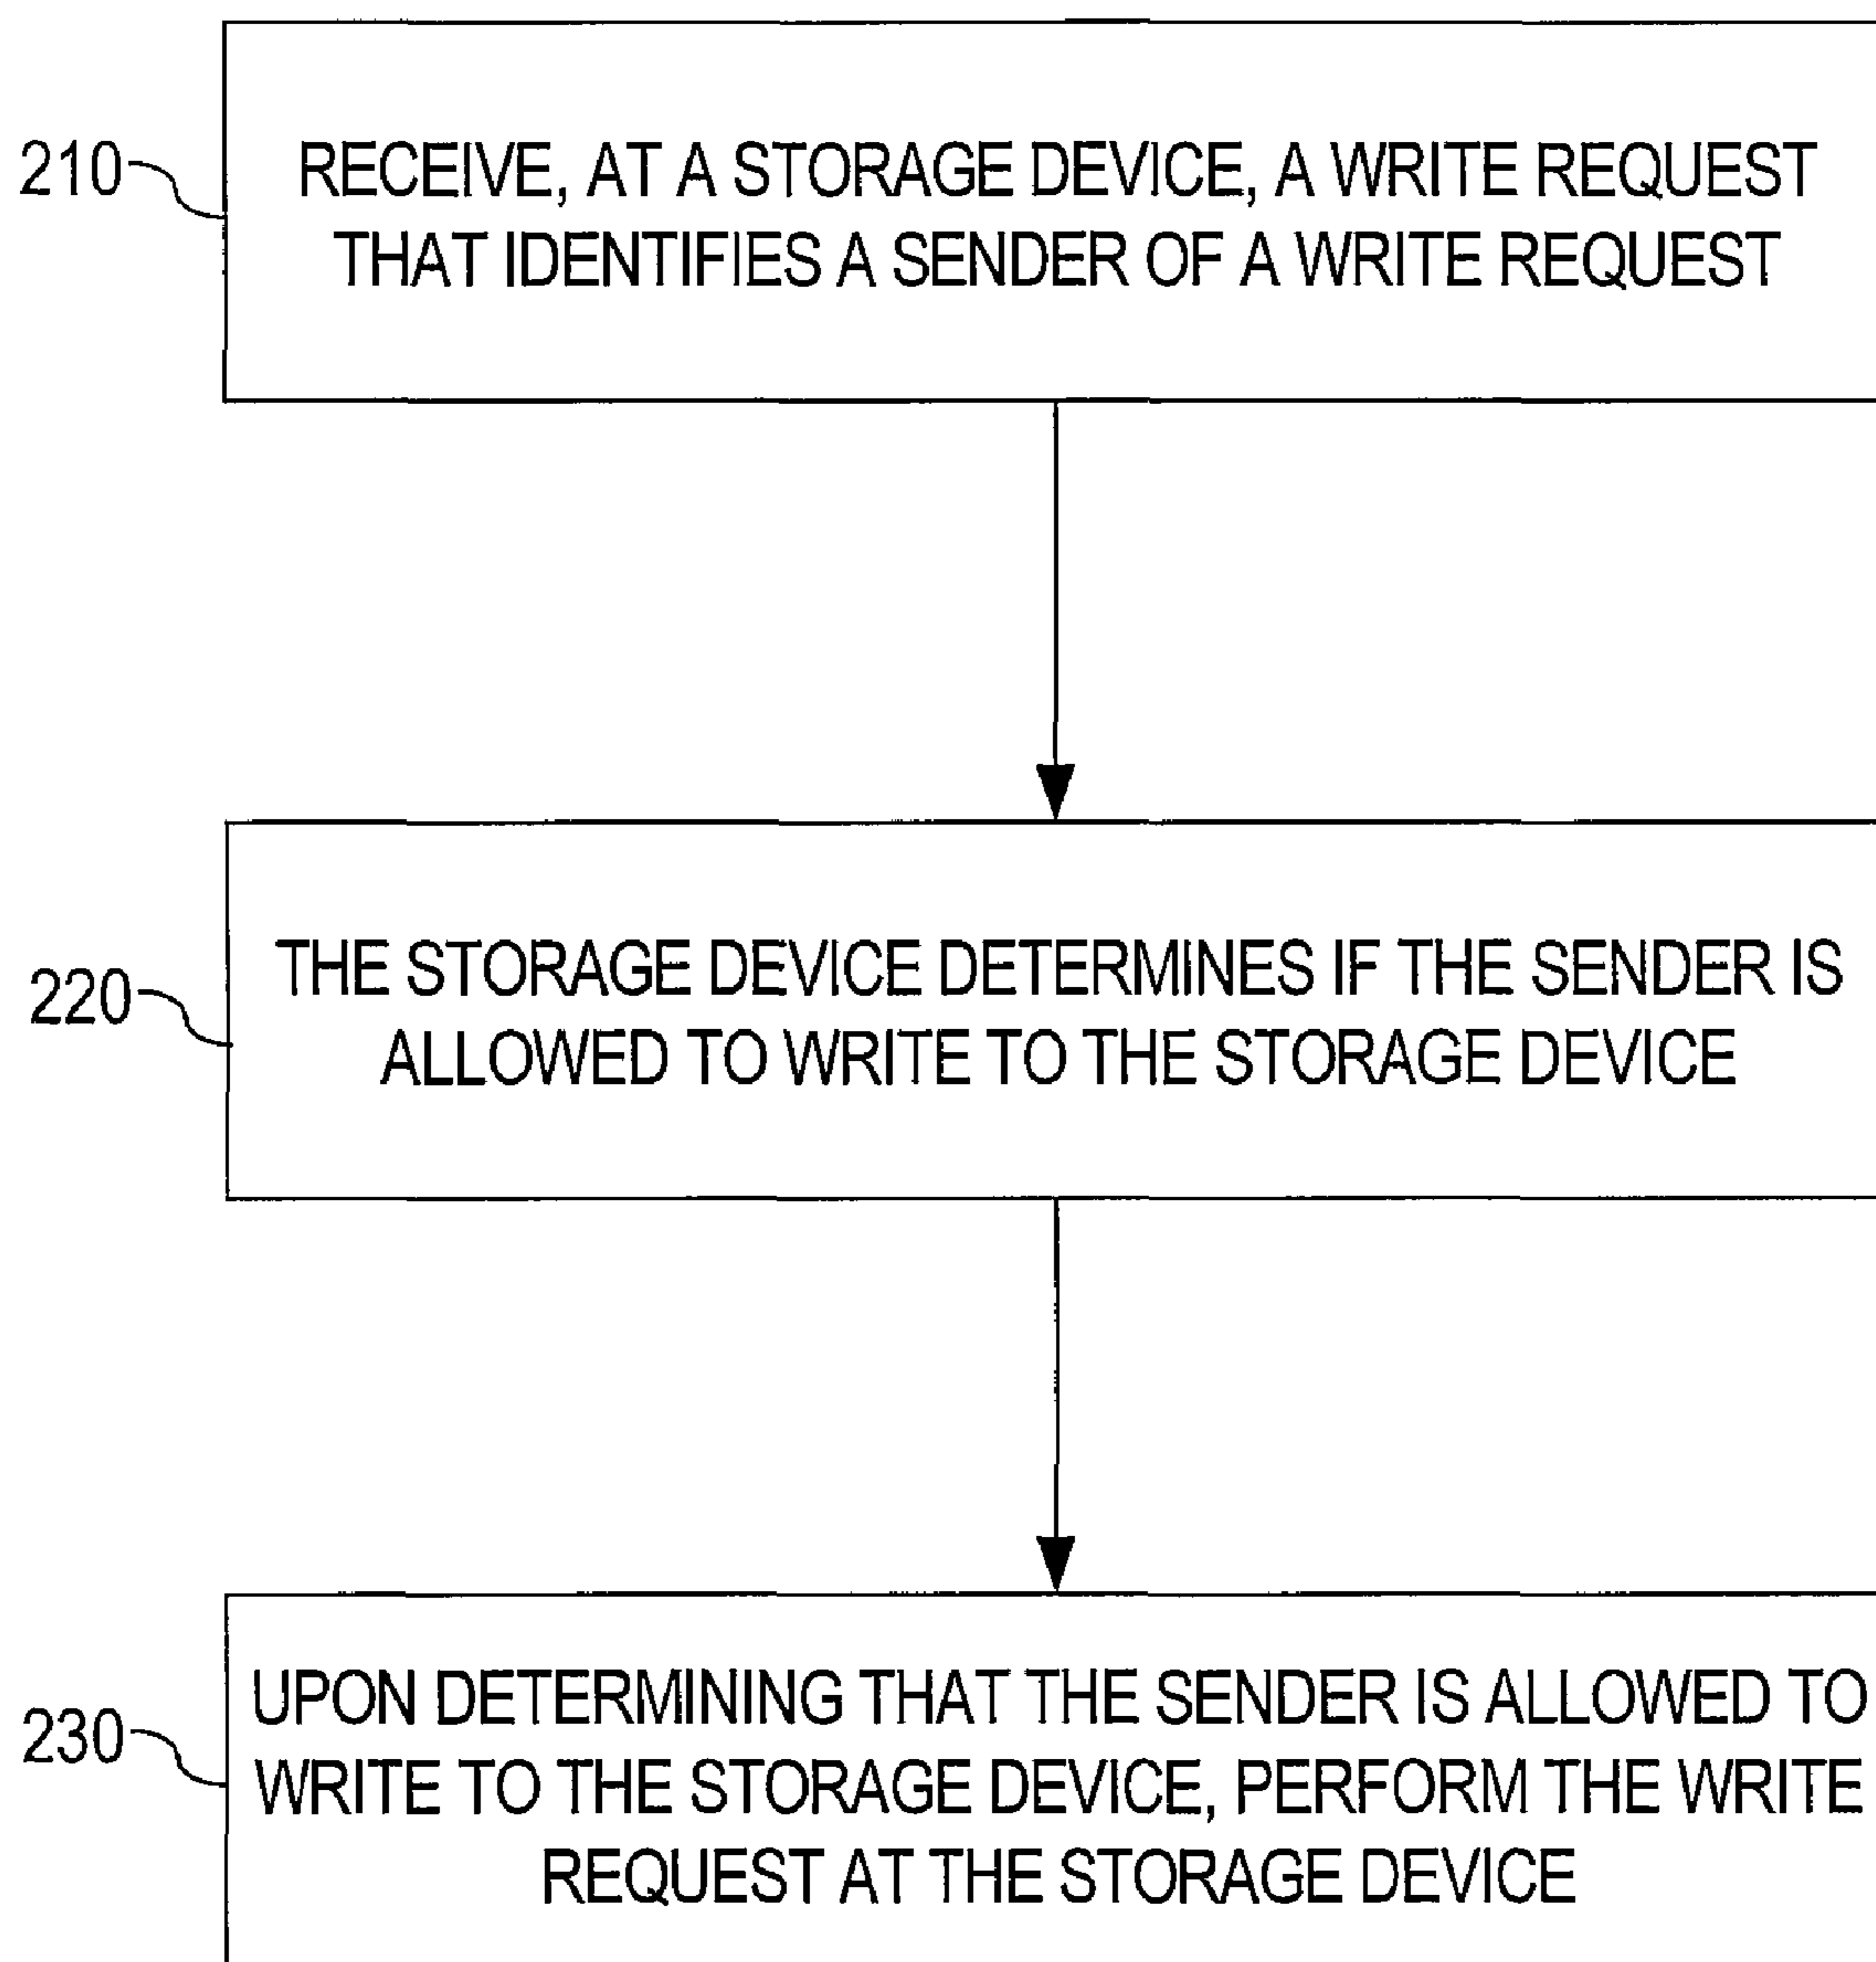 210
RECEIVE, AT A STORAGE DEVICE, A WRITE REQUEST
THAT IDENTIFIES A SENDER OF A WRITE REQUEST
220
THE STORAGE DEVICE DETERMINES IF THE SENDER IS
ALLOWED TO WRITE TO THE STORAGE DEVICE
230
UPON DETERMINING THAT THE SENDER IS ALLOWED TO
WRITE TO THE STORAGE DEVICE, PERFORM THE WRITE
REQUEST AT THE STORAGE DEVICE